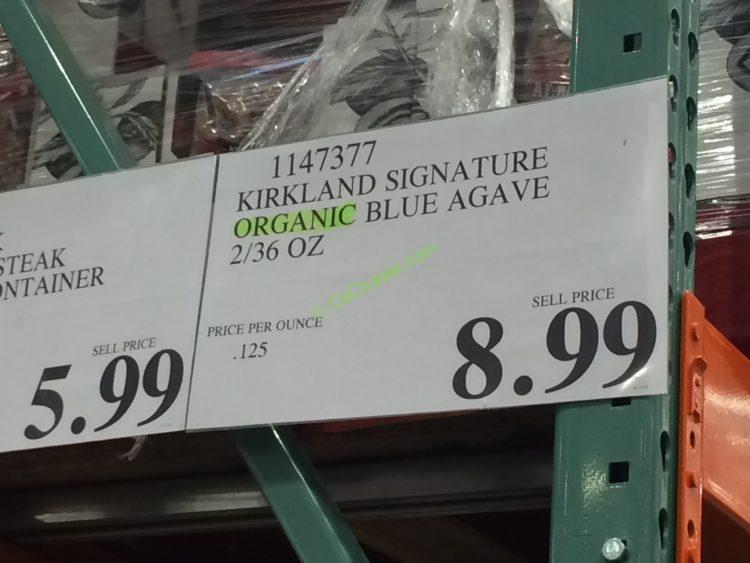 STEAK
CONTAINER
SELL PRICE
5.99
1147377
KIRKLAND SIGNATURE
ORGANIC BLUE AGAVE
2/36 OZ
PRICE PER OUNCE
.125
SELL PRICE
8.99